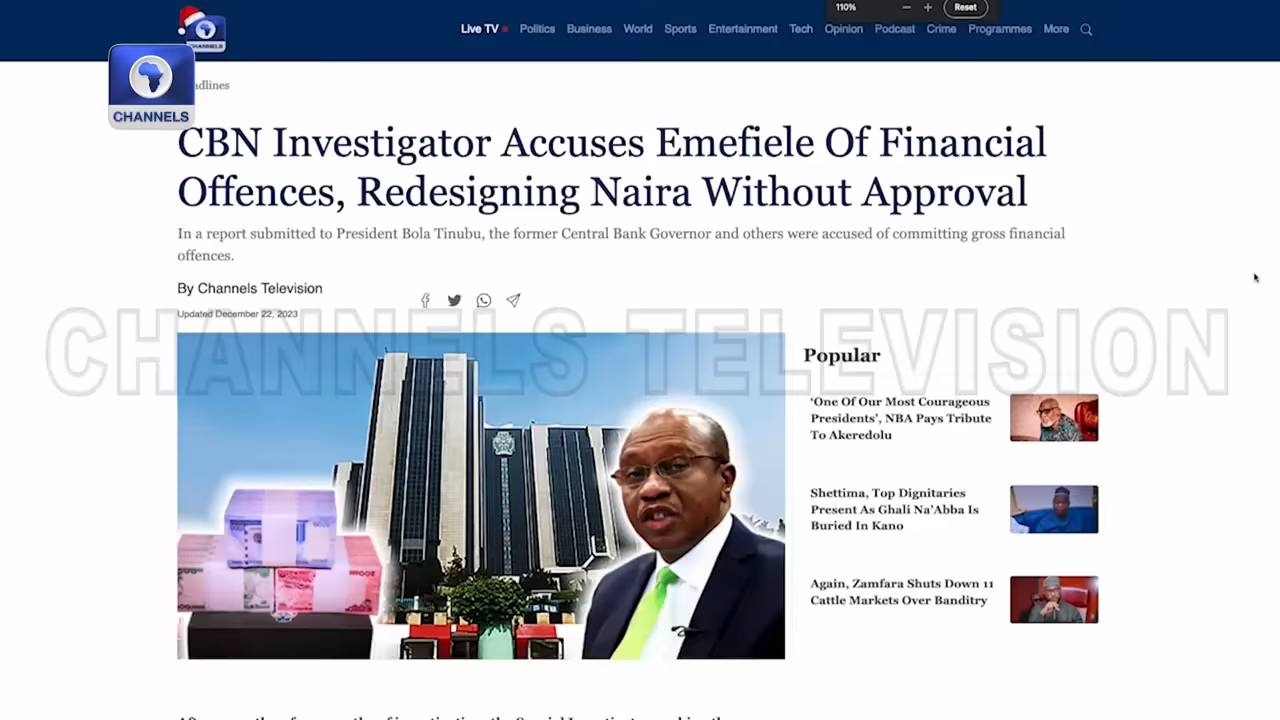 110%
Reset
CHANNELS
Live TV Politics Business World Sports Entertainment Tech Opinion Podcast Crime Programmes More
CHANNELS
adlines
CBN Investigator Accuses Emefiele Of Financial
Offences, Redesigning Naira Without Approval
In a report submitted to President Bola Tinubu, the former Central Bank Governor and others were accused of committing gross financial
offences.
By Channels Television
Updated December 22, 2023
CHANNELS TELEVISION
Popular
‘One Of Our Most Courageous
Presidents’, NBA Pays Tribute
To Akeredolu
Shettima, Top Dignitaries
Present As Ghali Na’Abba Is
Buried In Kano
Again, Zamfara Shuts Down 11
Cattle Markets Over Banditry